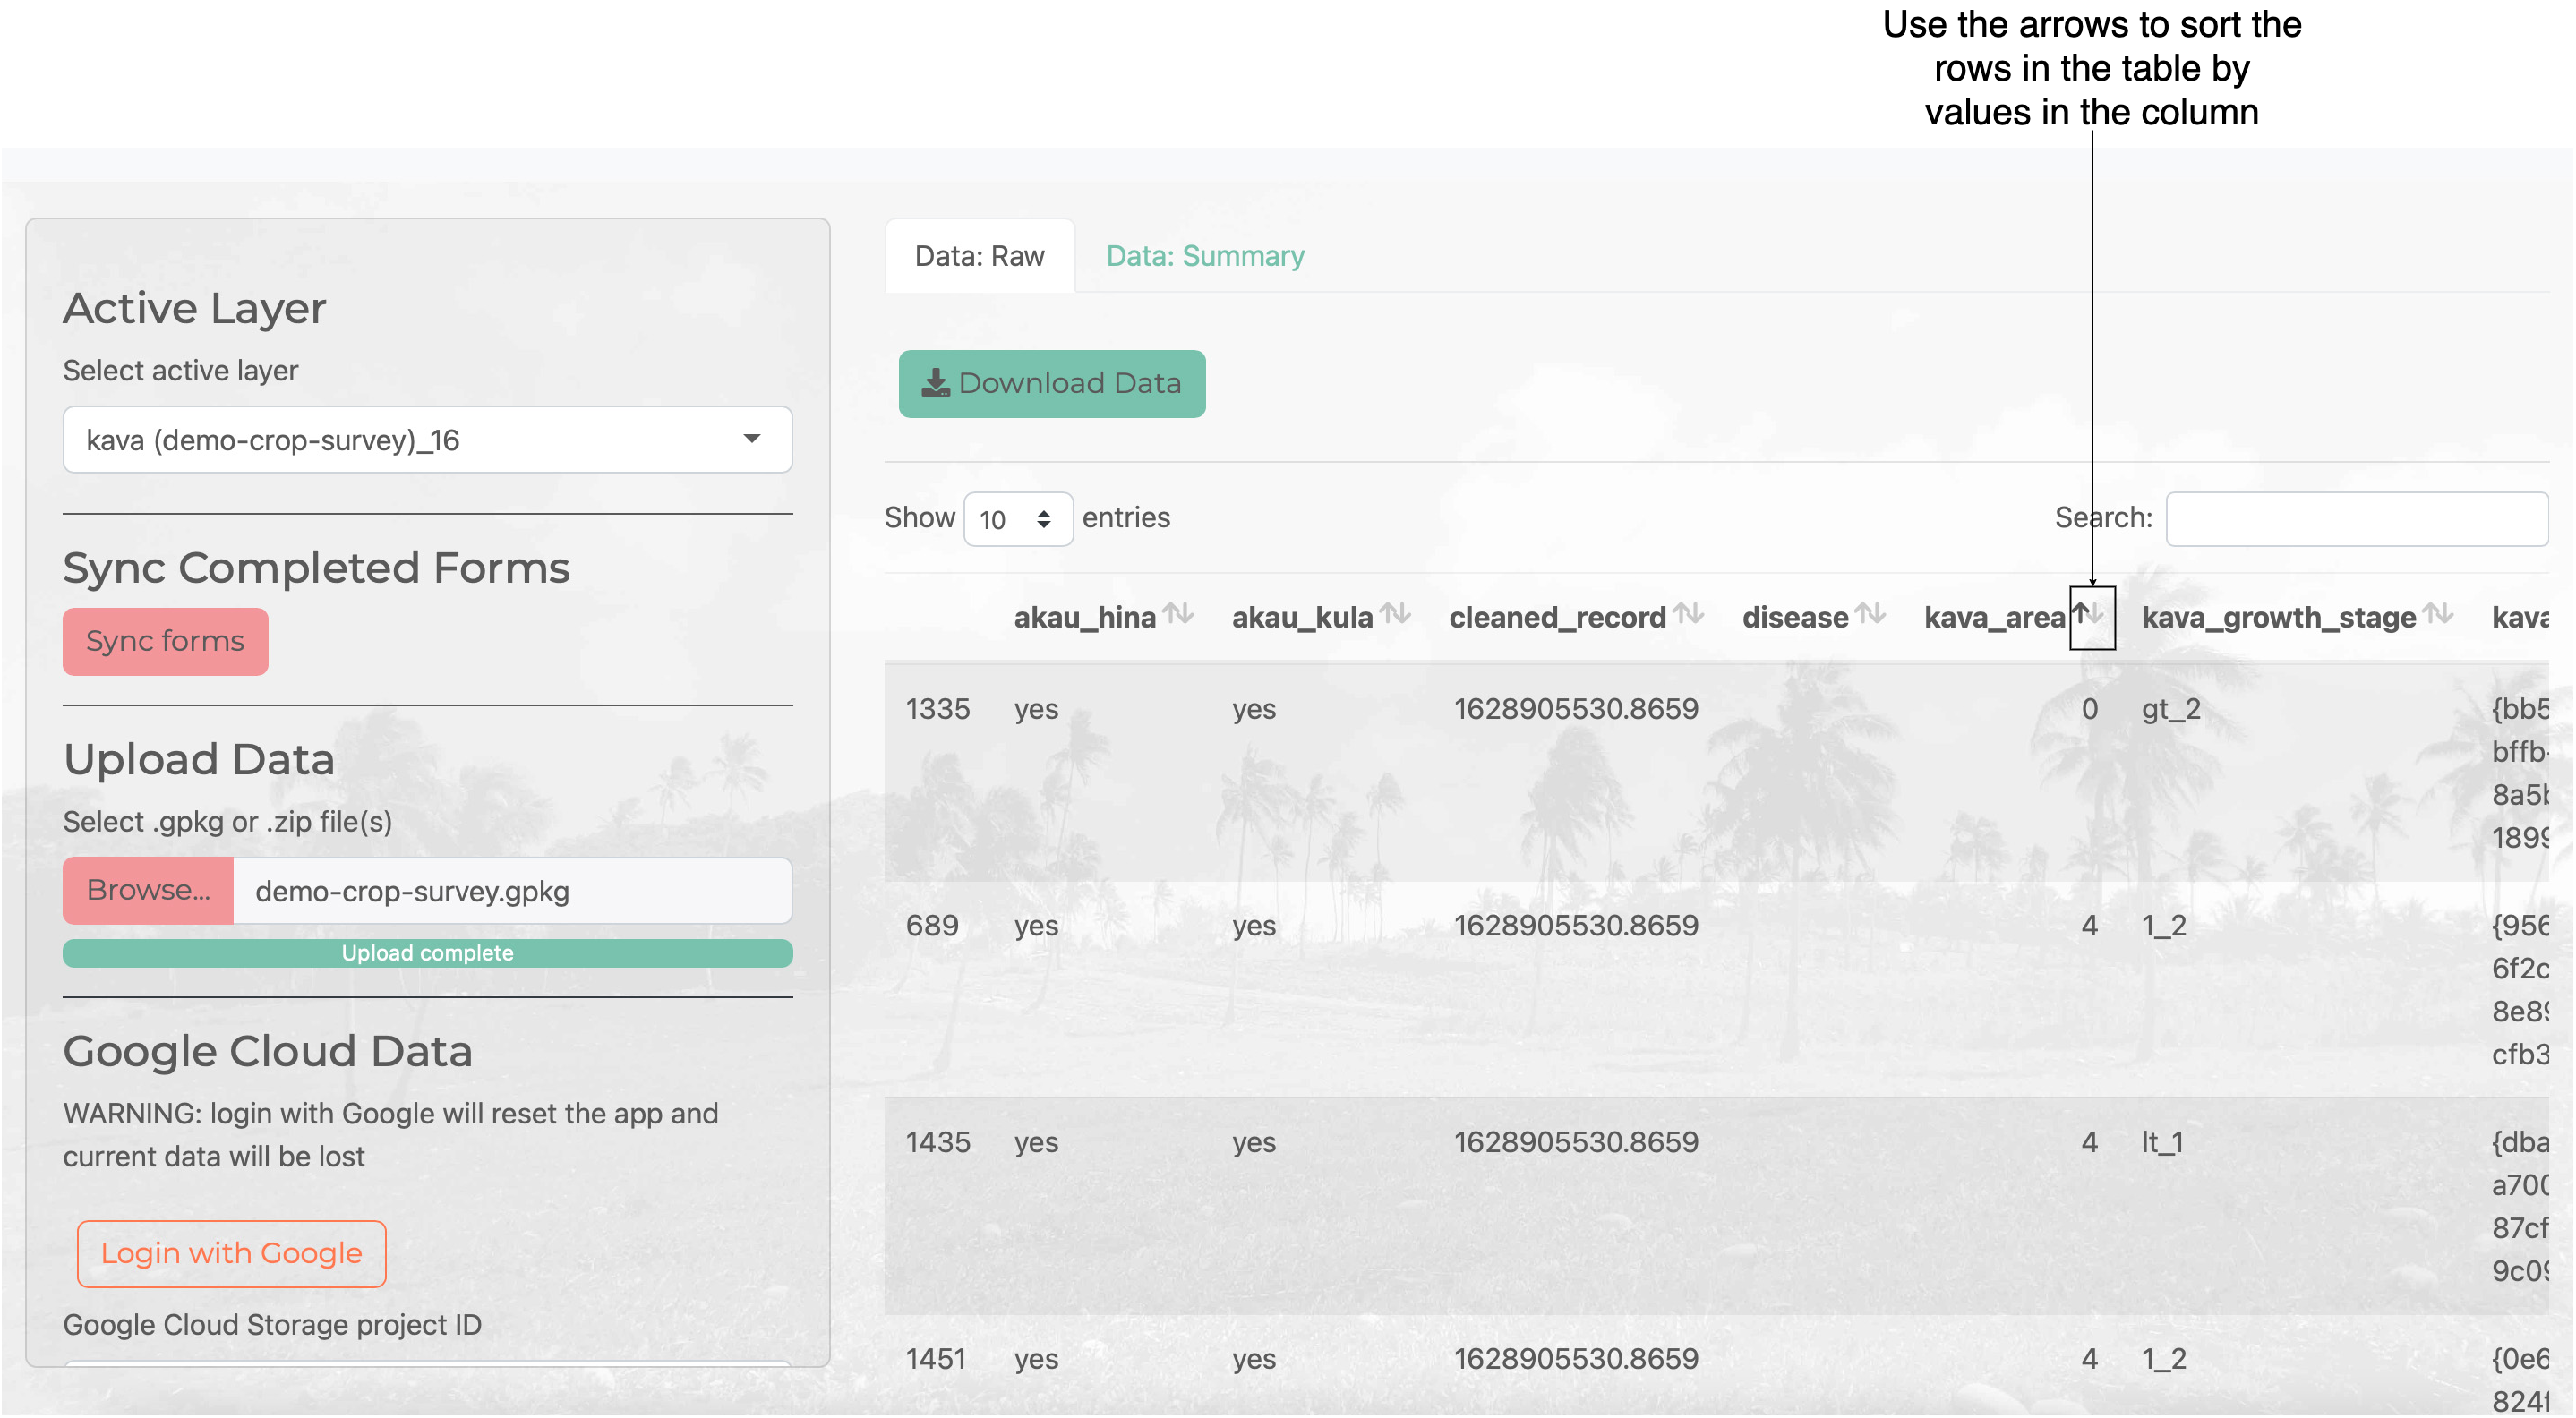 Use the arrows to sort the
rows in the table by
values in the column
Active Layer
Select active layer
kava (demo-crop-survey)_16
Sync Completed Forms
Sync forms
Upload Data
Select .gpkg or .zip file(s)
Browse... demo-crop-survey.gpkg
Upload complete
Google Cloud Data
WARNING: login with Google will reset the app and
current data will be lost
Login with Google
Google Cloud Storage project ID
Data: Raw Data: Summary
Download Data
Show 10 entries Search:
akau_hina akau_kula cleaned_record disease kava_area kava_growth_stage kava
1335 yes yes 1628905530.8659 0 gt_2 {bb5
bffb-
8a5b
1899
689 yes yes 1628905530.8659 4 1_2 {956
6f2c
8e89
cfb3
1435 yes yes 1628905530.8659 4 lt_1 {dba
a700
87cf
9c09
1451 yes yes 1628905530.8659 4 1_2 {0e6
824f